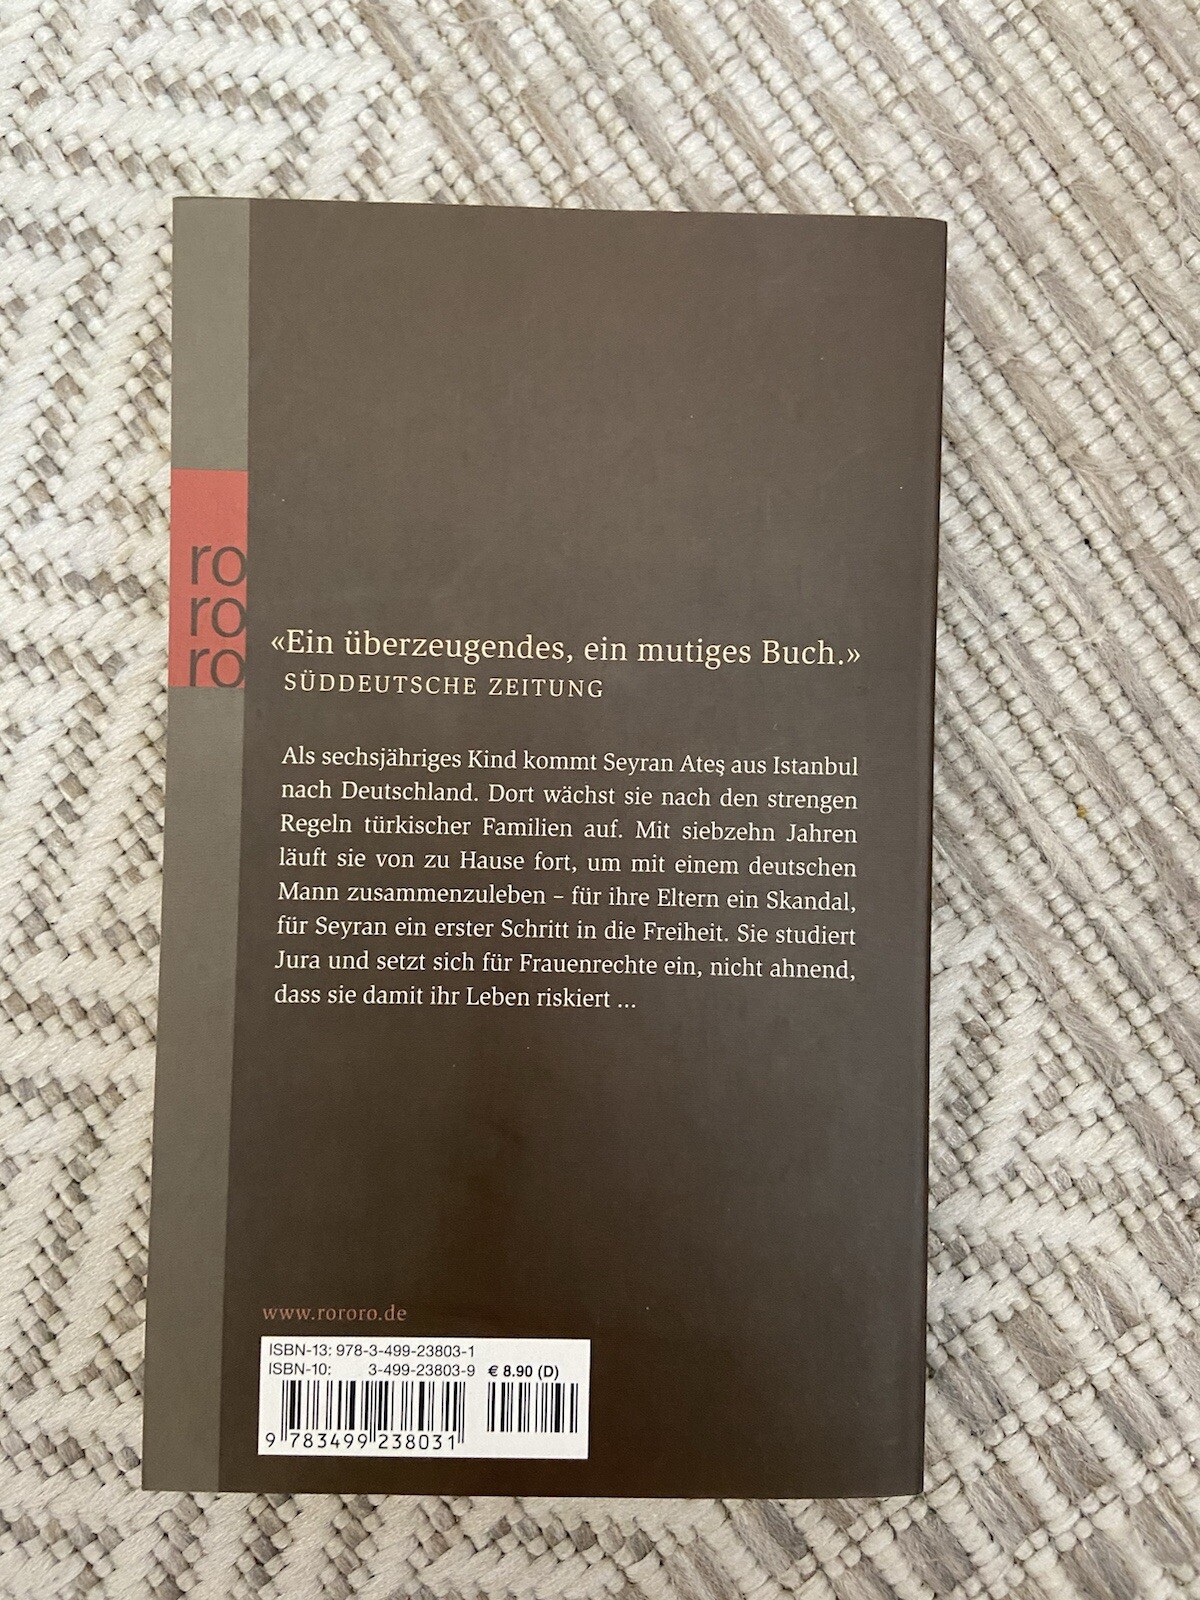 ro
ro
ro
«Ein überzeugendes, ein mutiges Buch.»
SÜDDEUTSCHE ZEITUNG
Als sechsjähriges Kind kommt Seyran Ateş aus Istanbul
nach Deutschland. Dort wächst sie nach den strengen
Regeln türkischer Familien auf. Mit siebzehn Jahren
läuft sie von zu Hause fort, um mit einem deutschen
Mann zusammenzuleben – für ihre Eltern ein Skandal,
für Seyran ein erster Schritt in die Freiheit. Sie studiert
Jura und setzt sich für Frauenrechte ein, nicht ahnend,
dass sie damit ihr Leben riskiert ...
www.rororo.de
ISBN-13: 978-3-499-23803-1
ISBN-10: 3-499-23803-9 € 8.90 (D)
9 783499 238031